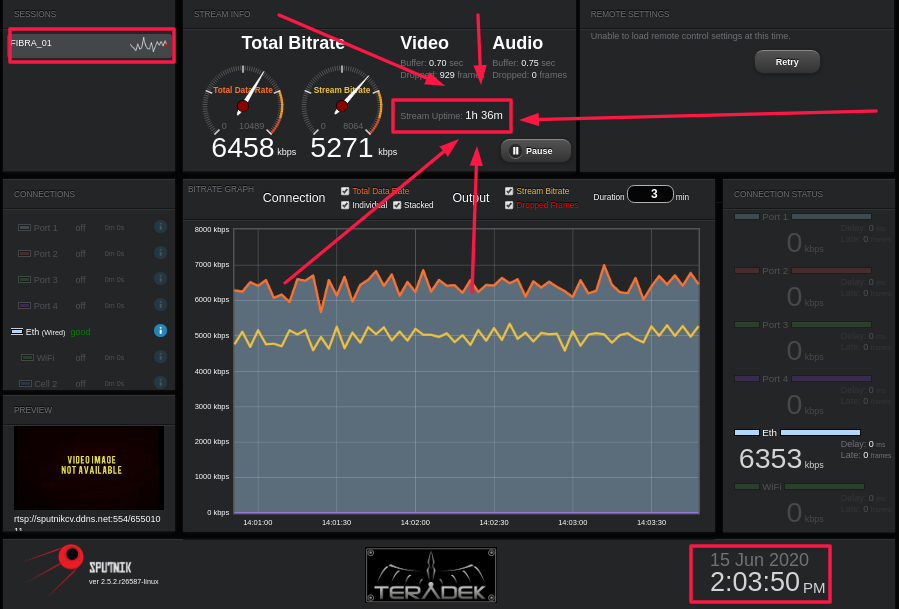 SESSIONS
FIBRA_01
STREAM INFO
Total Bitrate
Total Data Rate
0 10489
6458 kbps
Stream Bitrate
0 8064
5271 kbps
Video
Buffer: 0.70 sec
Dropped: 929 frames
Audio
Buffer: 0.75 sec
Dropped: 0 frames
Stream Uptime: 1h 36m
Pause
REMOTE SETTINGS
Unable to load remote control settings at this time.
Retry
CONNECTIONS
Port 1 off 0m 0s
Port 2 off 0m 0s
Port 3 off 0m 0s
Port 4 off 0m 0s
Eth (Wired) good
WiFi off 0m 0s
Cell 2 off 0m 0s
PREVIEW
VIDEO IMAGE
NOT AVAILABLE
rtsp://sputnikcv.ddns.net:554/655010
11
BITRATE GRAPH
Connection
Total Data Rate
Individual Stacked
Output
Stream Bitrate
Dropped Frames
Duration 3 min
8000 kbps
7000 kbps
6000 kbps
5000 kbps
4000 kbps
3000 kbps
2000 kbps
1000 kbps
0 kbps
14:01:00 14:01:30 14:02:00 14:02:30 14:03:00 14:03:30
CONNECTION STATUS
Port 1
0 kbps
Delay: 0 ms
Late: 0 frames
Port 2
0 kbps
Delay: 0 ms
Late: 0 frames
Port 3
0 kbps
Delay: 0 ms
Late: 0 frames
Port 4
0 kbps
Delay: 0 ms
Late: 0 frames
Eth
6353 kbps
Delay: 0 ms
Late: 0 frames
WiFi
0 kbps
Delay: 0 ms
Late: 0 frames
SPUTNIK
ver 2.5.2.r26587-linux
TERADEK
15 Jun 2020
2:03:50 PM